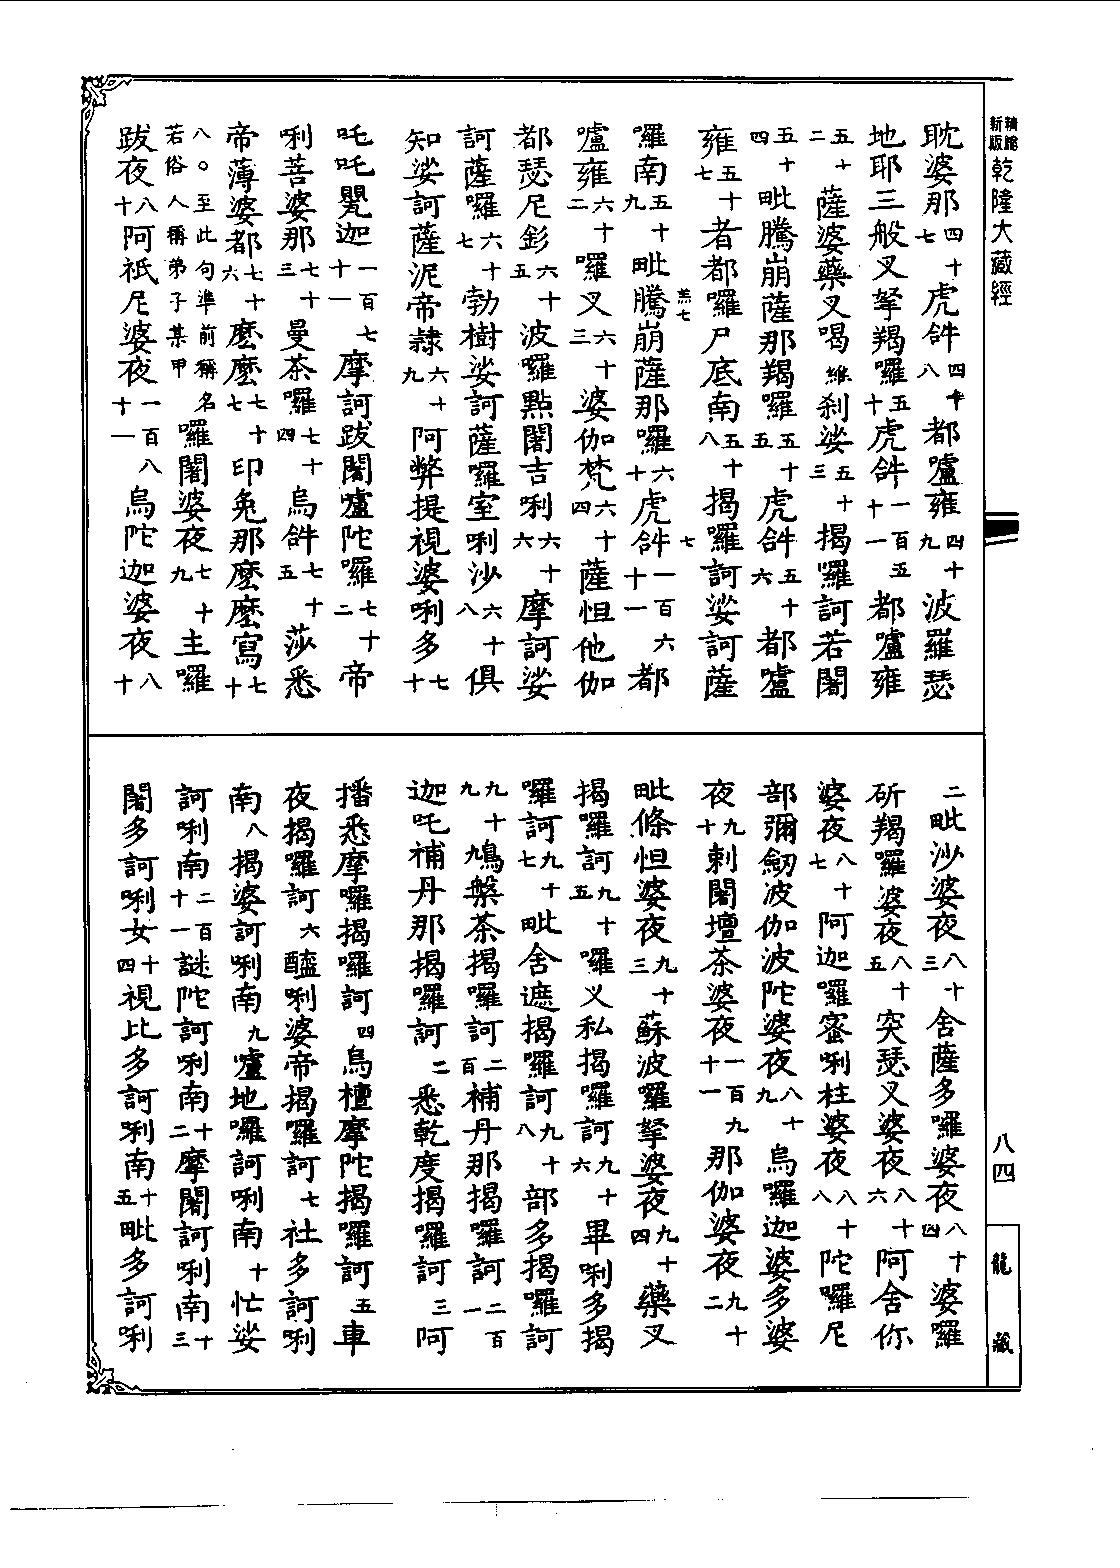 乾隆大藏經
耽婆那四十七虎𤙖四十八都嚧雍四十九波羅瑟
地耶三般叉拏羯囉五十虎𤙖一百五十一都嚧雍
五十二薩婆藥叉喝囉剎娑五十三揭囉訶若闍
五十四毗騰崩薩那羯囉五十五虎𤙖五十六都嚧
雍五十七者都囉尸底南五十八揭囉訶娑訶薩
囉南五十九毗騰崩薩那囉六十虎𤙖一百六十一都
嚧雍六十二囉叉六十三婆伽梵六十四薩怛他伽
都瑟尼釤六十五波囉點闍吉唎六十六摩訶娑
訶薩囉六十七勃樹娑訶薩囉室唎沙六十八俱
知娑訶薩泥帝隸六十九阿弊提視婆唎多七十
吒吒甖迦一百七十一摩訶跋闍嚧陀囉七十二帝
唎菩婆那七十三曼茶囉七十四烏𤙖七十五莎悉
帝薄婆都七十六麼麼七十七印兔那麼麼寫七十
八○至此句準前稱名若俗人稱弟子某甲囉闍婆夜七十九主囉
跋夜八十阿祇尼婆夜一百八十一烏陀迦婆夜八十
二毗沙婆夜八十三舍薩多囉婆夜八十四婆囉
斫羯囉婆夜八十五突瑟叉婆夜八十六阿舍你
婆夜八十七阿迦囉蜜唎柱婆夜八十八陀囉尼
部彌劒波伽波陀婆夜八十九烏囉迦婆多婆
夜九十剌闍壇茶婆夜一百九十一那伽婆夜九十二
毗條怛婆夜九十三蘇波囉拏婆夜九十四藥叉
揭囉訶九十五囉义私揭囉訶九十六畢唎多揭
囉訶九十七毗舍遮揭囉訶九十八部多揭囉訶
九十九鳩槃茶揭囉訶二百補丹那揭囉訶二百一
迦吒補丹那揭囉訶二悉乾度揭囉訶三阿
播悉摩囉揭囉訶四烏檀摩陀揭囉訶五車
夜揭囉訶六醯唎婆帝揭囉訶七社多訶唎
南八揭婆訶唎南九嚧地囉訶唎南十忙娑
訶唎南二百十一謎陀訶唎南十二摩闍訶唎南十三
闍多訶唎女十四視比多訶唎南十五毗多訶唎
八四
龍藏